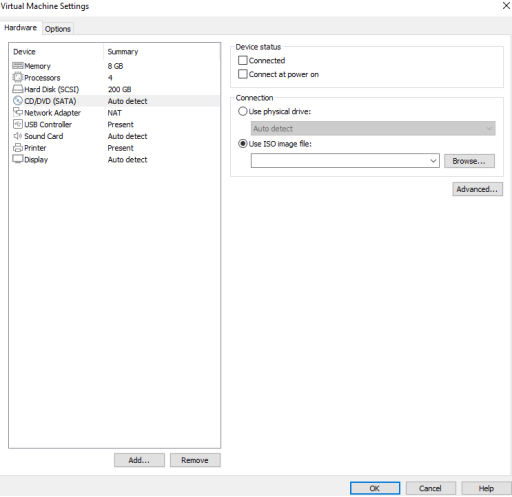 Virtual Machine Settings
Hardware Options
Device Summary
Memory 8 GB
Processors 4
Hard Disk (SCSI) 200 GB
CD/DVD (SATA) Auto detect
Network Adapter NAT
USB Controller Present
Sound Card Auto detect
Printer Present
Display Auto detect
Add... Remove
Device status
Connected
Connect at power on
Connection
Use physical drive:
Auto detect
Use ISO image file:
Browse...
Advanced...
OK Cancel Help